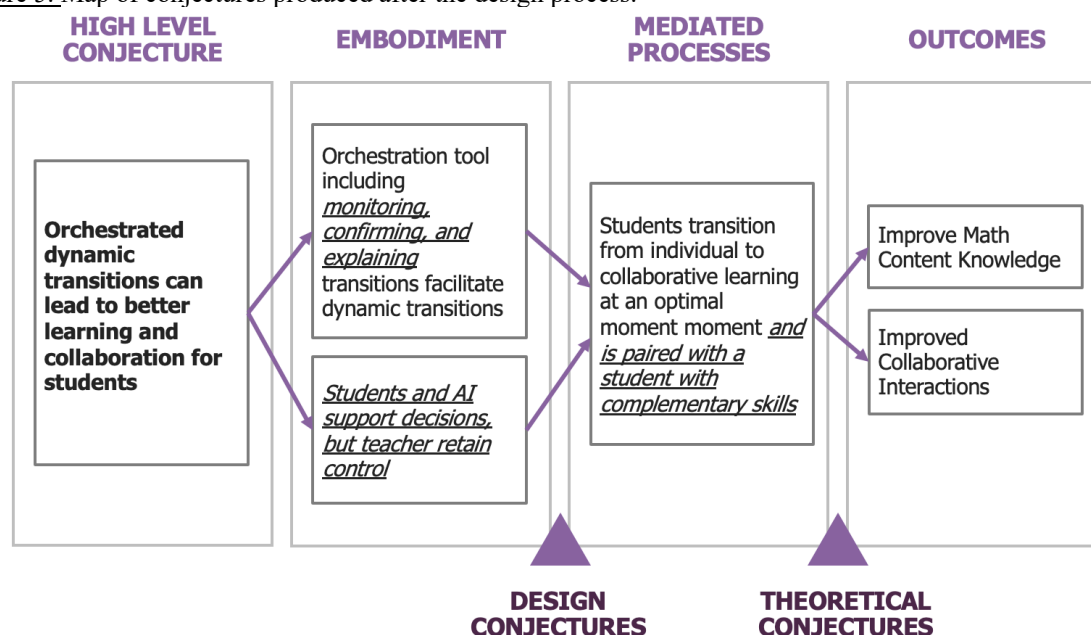 ure 3. Map of conjectures produced after the design process.
HIGH LEVEL
CONJECTURE
EMBODIMENT
MEDIATED
PROCESSES
OUTCOMES
Orchestrated
dynamic
transitions can
lead to better
learning and
collaboration for
students
Orchestration tool
including
monitoring,
confirming, and
explaining
transitions facilitate
dynamic transitions
Students and AI
support decisions,
but teacher retain
control
Students transition
from individual to
collaborative learning
at an optimal
moment moment and
is paired with a
student with
complementary skills
Improve Math
Content Knowledge
Improved
Collaborative
Interactions
DESIGN
CONJECTURES
THEORETICAL
CONJECTURES